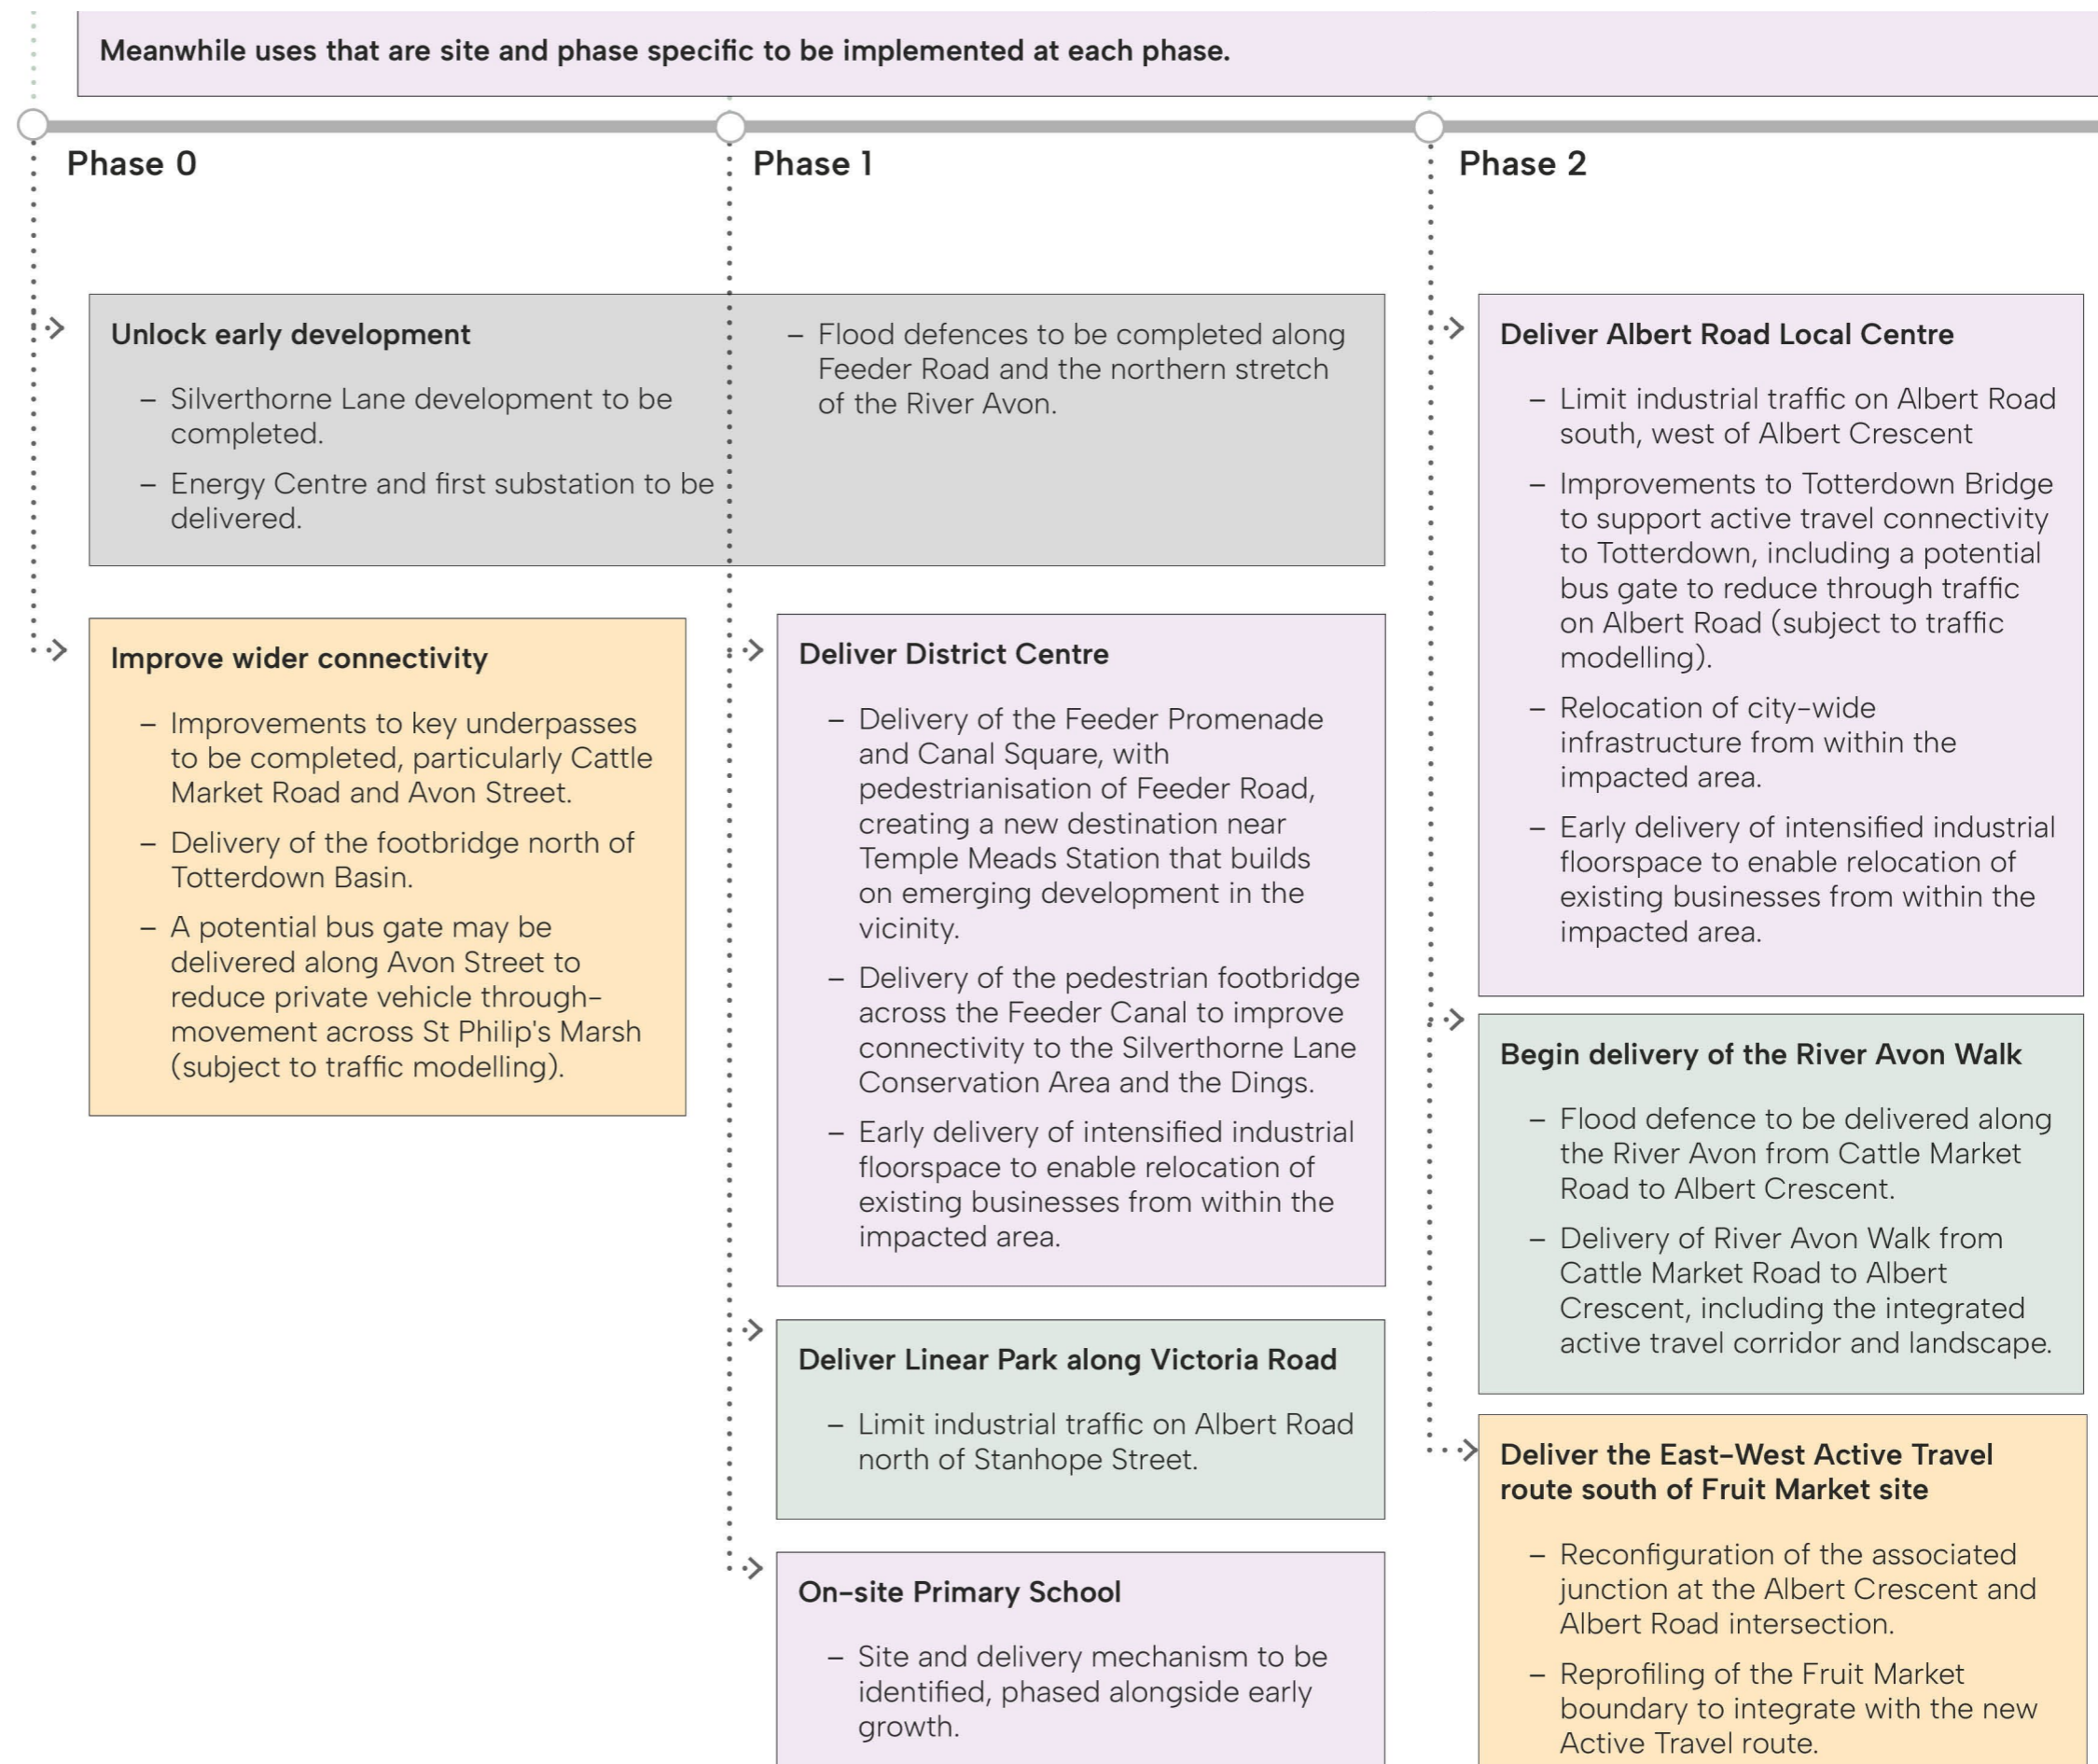 Meanwhile uses that are site and phase specific to be implemented at each phase.
Phase 0
Unlock early development
– Silverthorne Lane development to be
completed.
– Energy Centre and first substation to be
delivered.
Improve wider connectivity
– Improvements to key underpasses
to be completed, particularly Cattle
Market Road and Avon Street.
– Delivery of the footbridge north of
Totterdown Basin.
– A potential bus gate may be
delivered along Avon Street to
reduce private vehicle through-
movement across St Philip's Marsh
(subject to traffic modelling).
Phase 1
– Flood defences to be completed along
Feeder Road and the northern stretch
of the River Avon.
Deliver District Centre
– Delivery of the Feeder Promenade
and Canal Square, with
pedestrianisation of Feeder Road,
creating a new destination near
Temple Meads Station that builds
on emerging development in the
vicinity.
– Delivery of the pedestrian footbridge
across the Feeder Canal to improve
connectivity to the Silverthorne Lane
Conservation Area and the Dings.
– Early delivery of intensified industrial
floorspace to enable relocation of
existing businesses from within the
impacted area.
Deliver Linear Park along Victoria Road
– Limit industrial traffic on Albert Road
north of Stanhope Street.
On-site Primary School
– Site and delivery mechanism to be
identified, phased alongside early
growth.
Phase 2
Deliver Albert Road Local Centre
– Limit industrial traffic on Albert Road
south, west of Albert Crescent
– Improvements to Totterdown Bridge
to support active travel connectivity
to Totterdown, including a potential
bus gate to reduce through traffic
on Albert Road (subject to traffic
modelling).
– Relocation of city-wide
infrastructure from within the
impacted area.
– Early delivery of intensified industrial
floorspace to enable relocation of
existing businesses from within the
impacted area.
Begin delivery of the River Avon Walk
– Flood defence to be delivered along
the River Avon from Cattle Market
Road to Albert Crescent.
– Delivery of River Avon Walk from
Cattle Market Road to Albert
Crescent, including the integrated
active travel corridor and landscape.
Deliver the East-West Active Travel
route south of Fruit Market site
– Reconfiguration of the associated
junction at the Albert Crescent and
Albert Road intersection.
– Reprofiling of the Fruit Market
boundary to integrate with the new
Active Travel route.